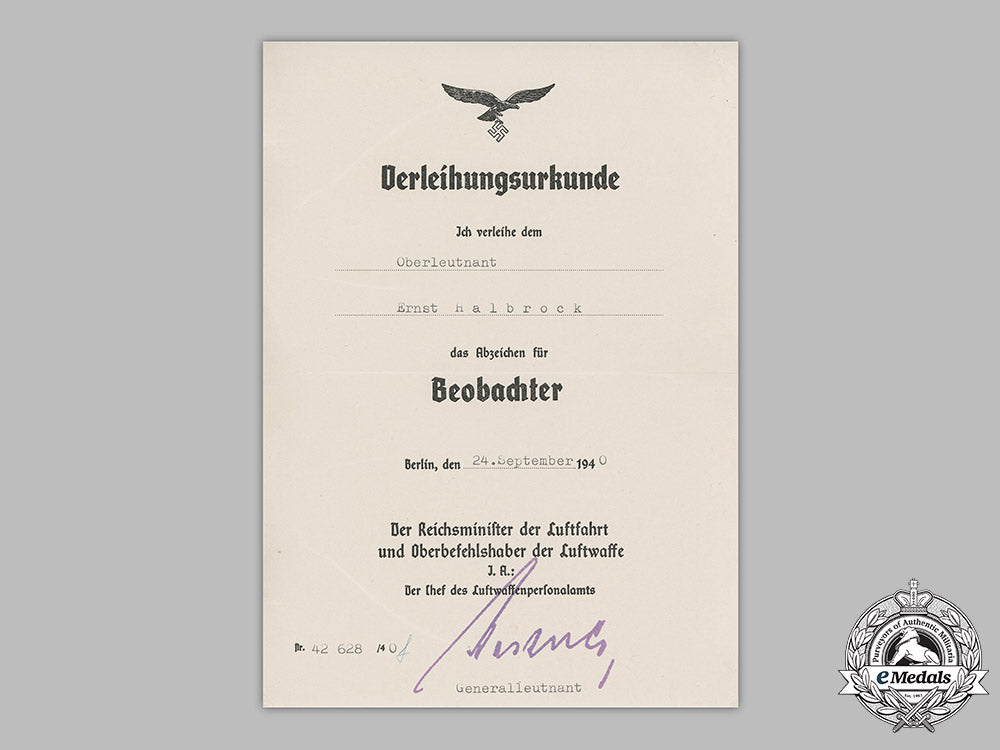 Verleihungsurkunde
Ich verleihe dem
Oberleutnant
Ernst Halbrock
das Abzeichen für
Beobachter
Berlin, den 24.September 1940
Der Reichsminister der Luftfahrt
und Oberbefehlshaber der Luftwaffe
J. A.:
Der Chef des Luftwaffenpersonalamts
Nr. 42 628 /40
Generalleutnant
Purveyors of Authentic Militaria
eMedals